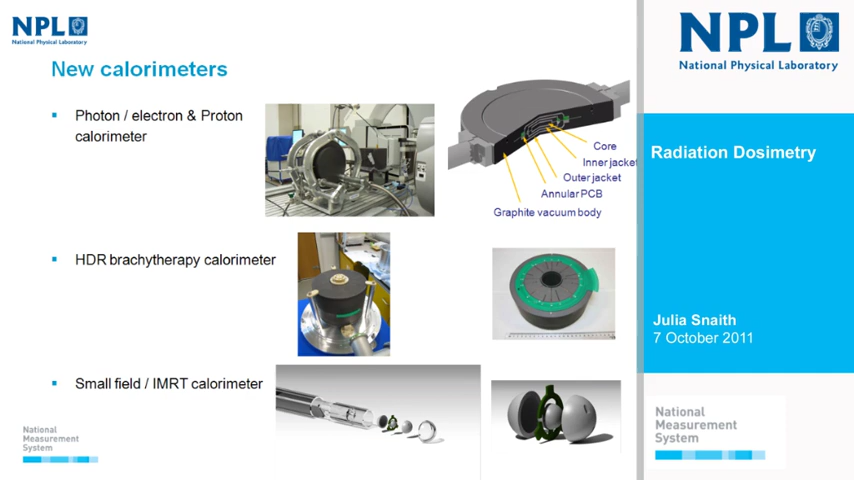 NPL
National Physical Laboratory
New calorimeters
Photon / electron & Proton
calorimeter
Core
Inner jacket
Outer jacket
Annular PCB
Graphite vacuum body
HDR brachytherapy calorimeter
Small field / IMRT calorimeter
National
Measurement
System
NPL
National Physical Laboratory
Radiation Dosimetry
Julia Snaith
7 October 2011
National
Measurement
System